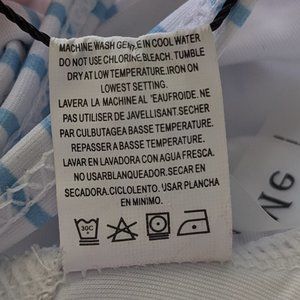 MACHINE WASH GENTLE IN COOL WATER
DO NOT USE CHLORINE.BLEACH. TUMBLE
DRY AT LOW TEMPERATURE.IRON ON
LOWEST SETTING.
LAVERA LA MACHINE AL "EAUFROIDE. NE
PAS UTILISER DE JAVELLISANT.SECHER
PAR CULBUTAGEA BASSE TEMPERATURE.
REPASSER A BASSE TEMPERATURE.
LAVAR EN LAVADORA CON AGUA FRESCA.
NO USARBLANQUEADOR. SECAR EN
SECADORA.CICLOLENTO. USAR PLANCHA
EN MINIMO.
30C